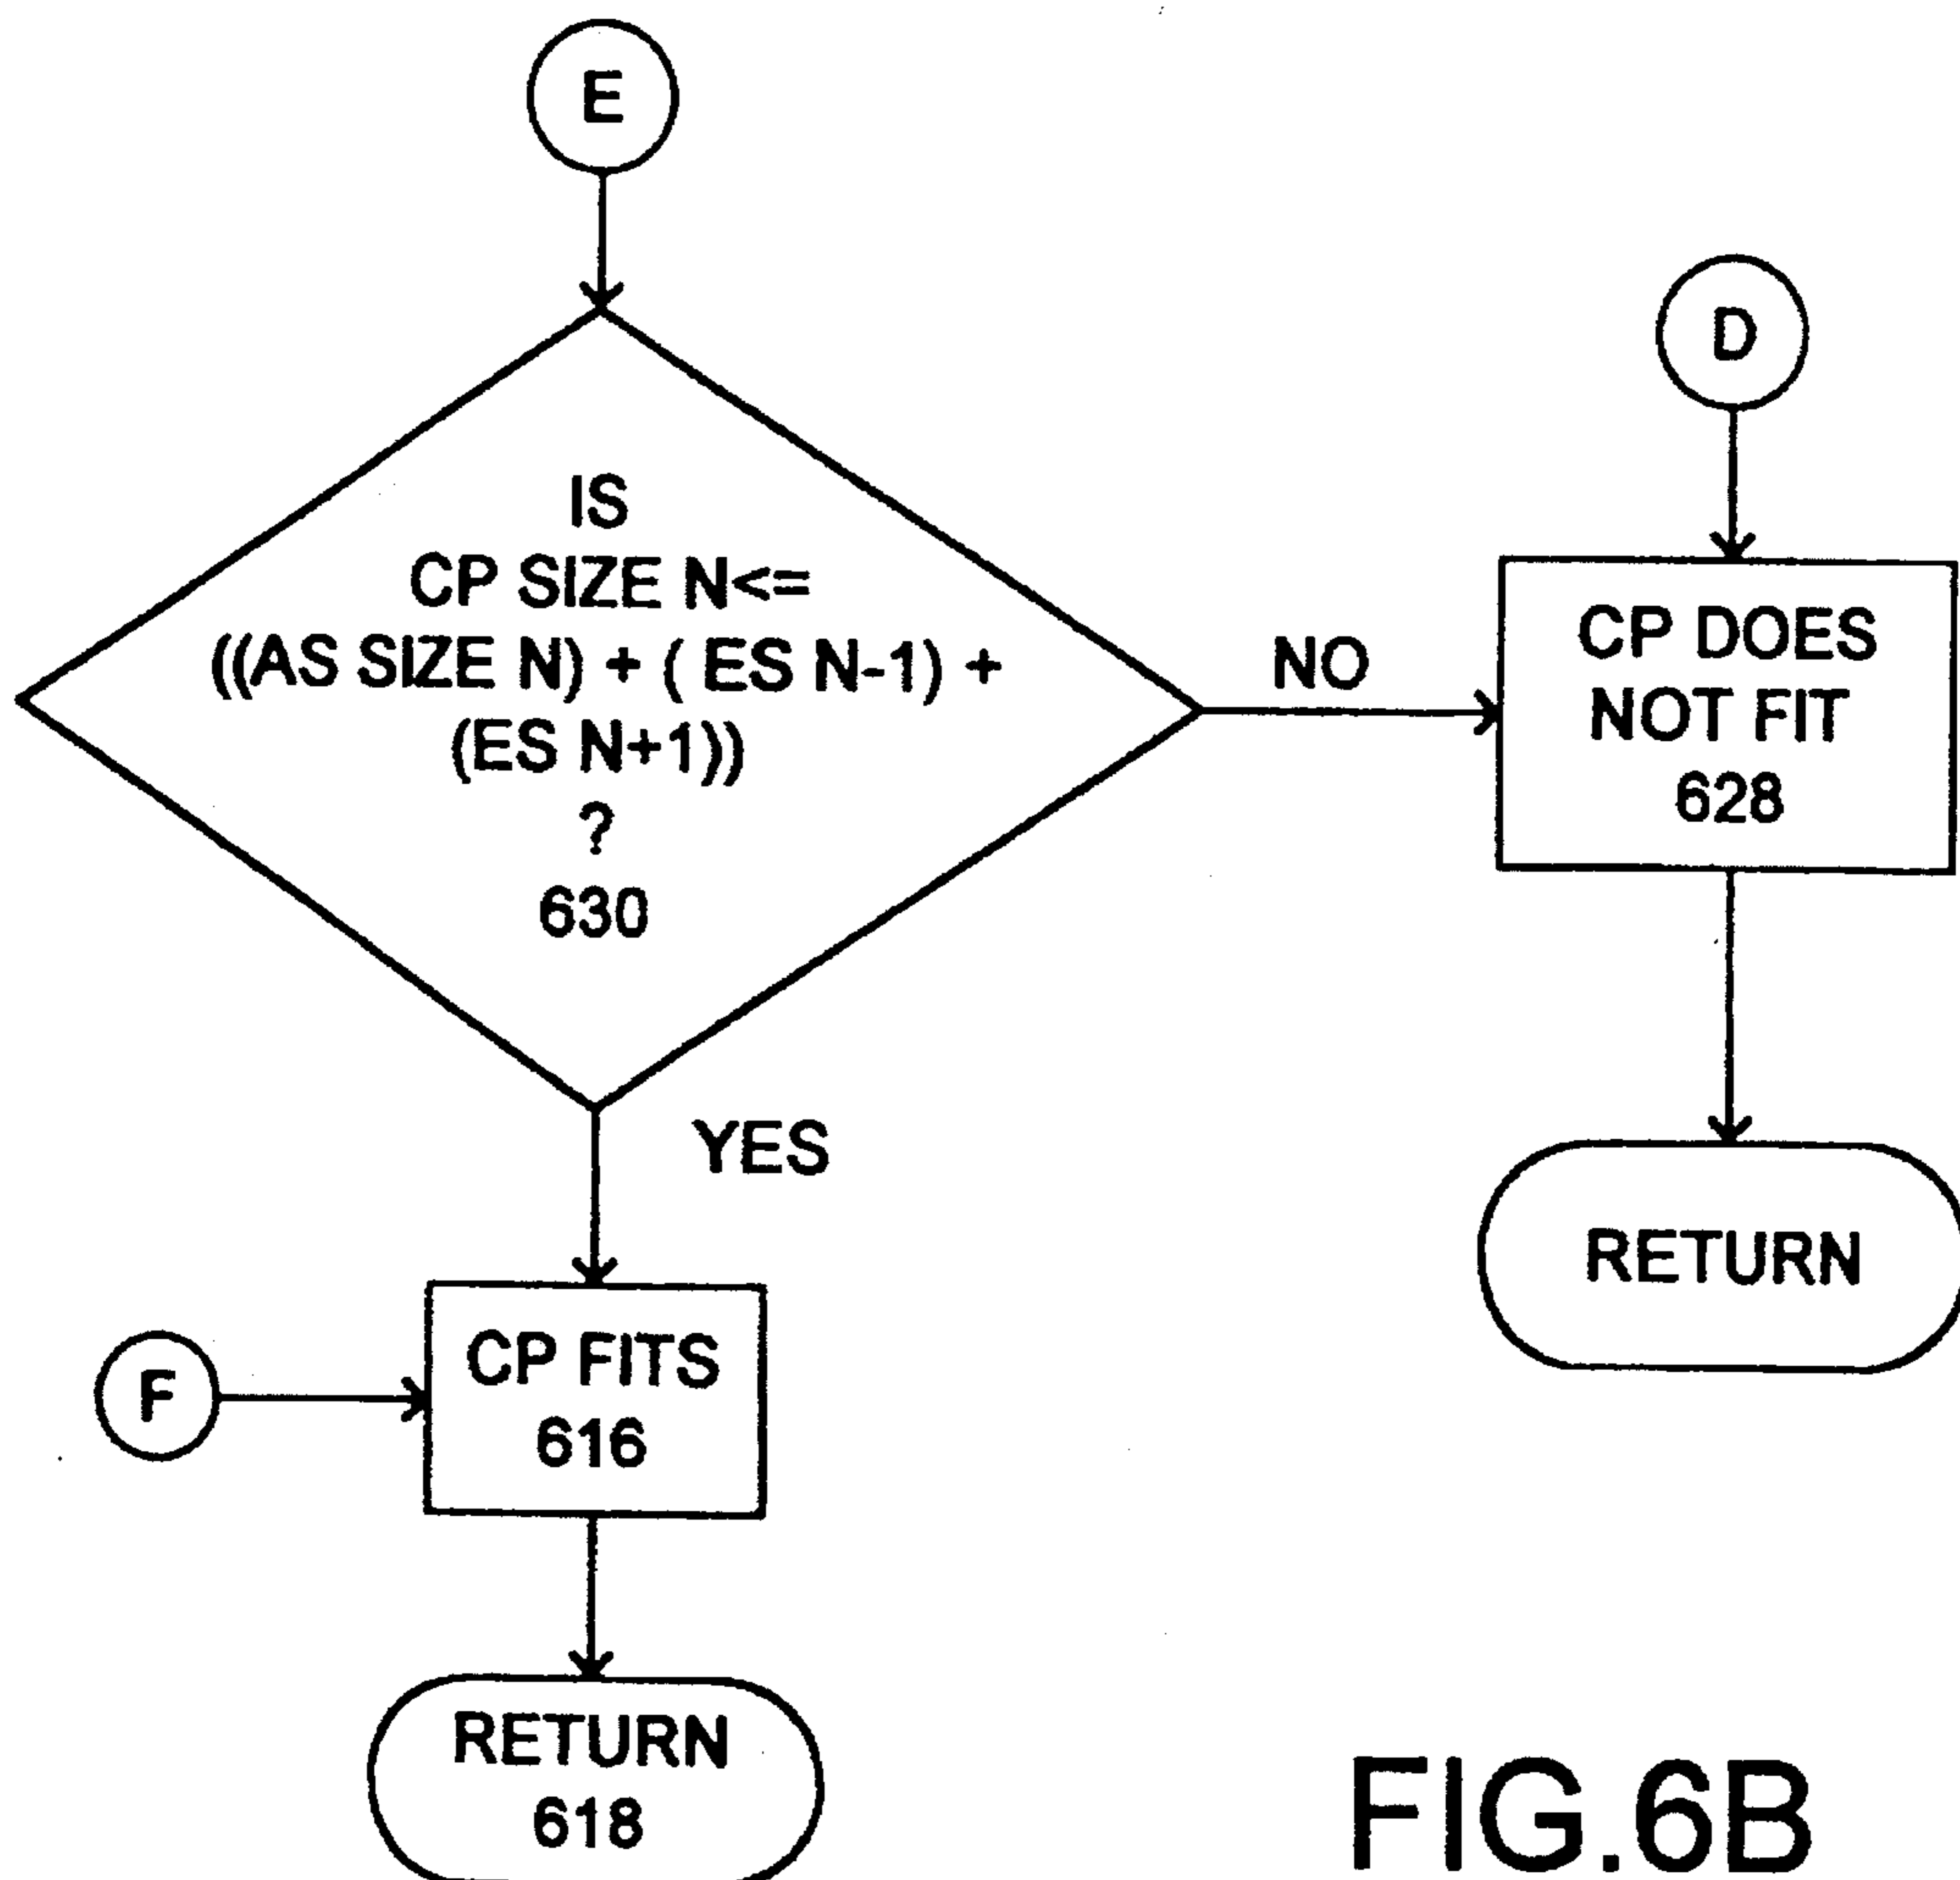 E
IS
CP SIZE N<=
((AS SIZE N) + ( ES N-1) +
(ES N+1))
?
630
NO
YES
D
CP DOES
NOT FIT
628
RETURN
F
CP FITS
616
RETURN
618
FIG.6B